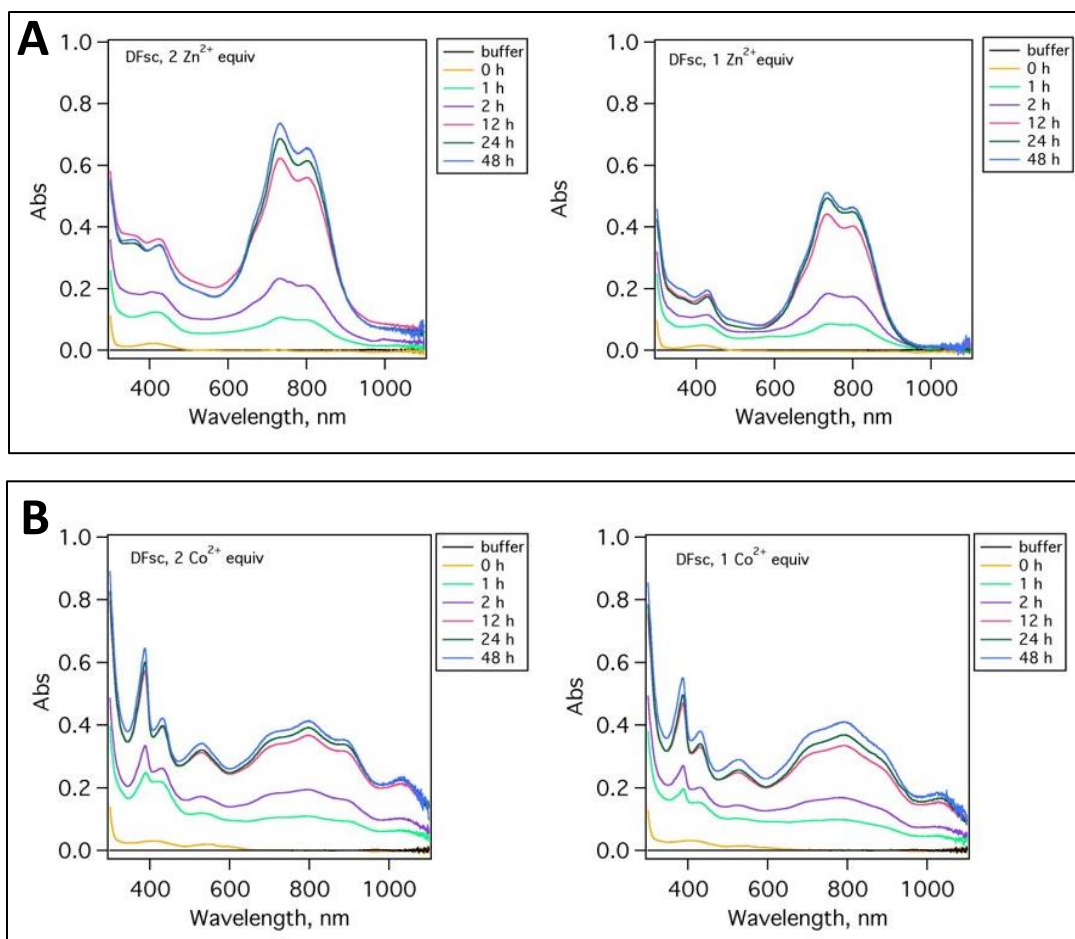 A
DFsc, 2 Zn²⁺ equiv
buffer
0 h
1 h
2 h
12 h
24 h
48 h
1.0
0.8
0.6
0.4
0.2
0.0
Abs
400 600 800 1000
Wavelength, nm
DFsc, 1 Zn²⁺equiv
buffer
0 h
1 h
2 h
12 h
24 h
48 h
1.0
0.8
0.6
0.4
0.2
0.0
Abs
400 600 800 1000
Wavelength, nm
B
DFsc, 2 Co²⁺ equiv
buffer
0 h
1 h
2 h
12 h
24 h
48 h
1.0
0.8
0.6
0.4
0.2
0.0
Abs
400 600 800 1000
Wavelength, nm
DFsc, 1 Co²⁺ equiv
buffer
0 h
1 h
2 h
12 h
24 h
48 h
1.0
0.8
0.6
0.4
0.2
0.0
Abs
400 600 800 1000
Wavelength, nm